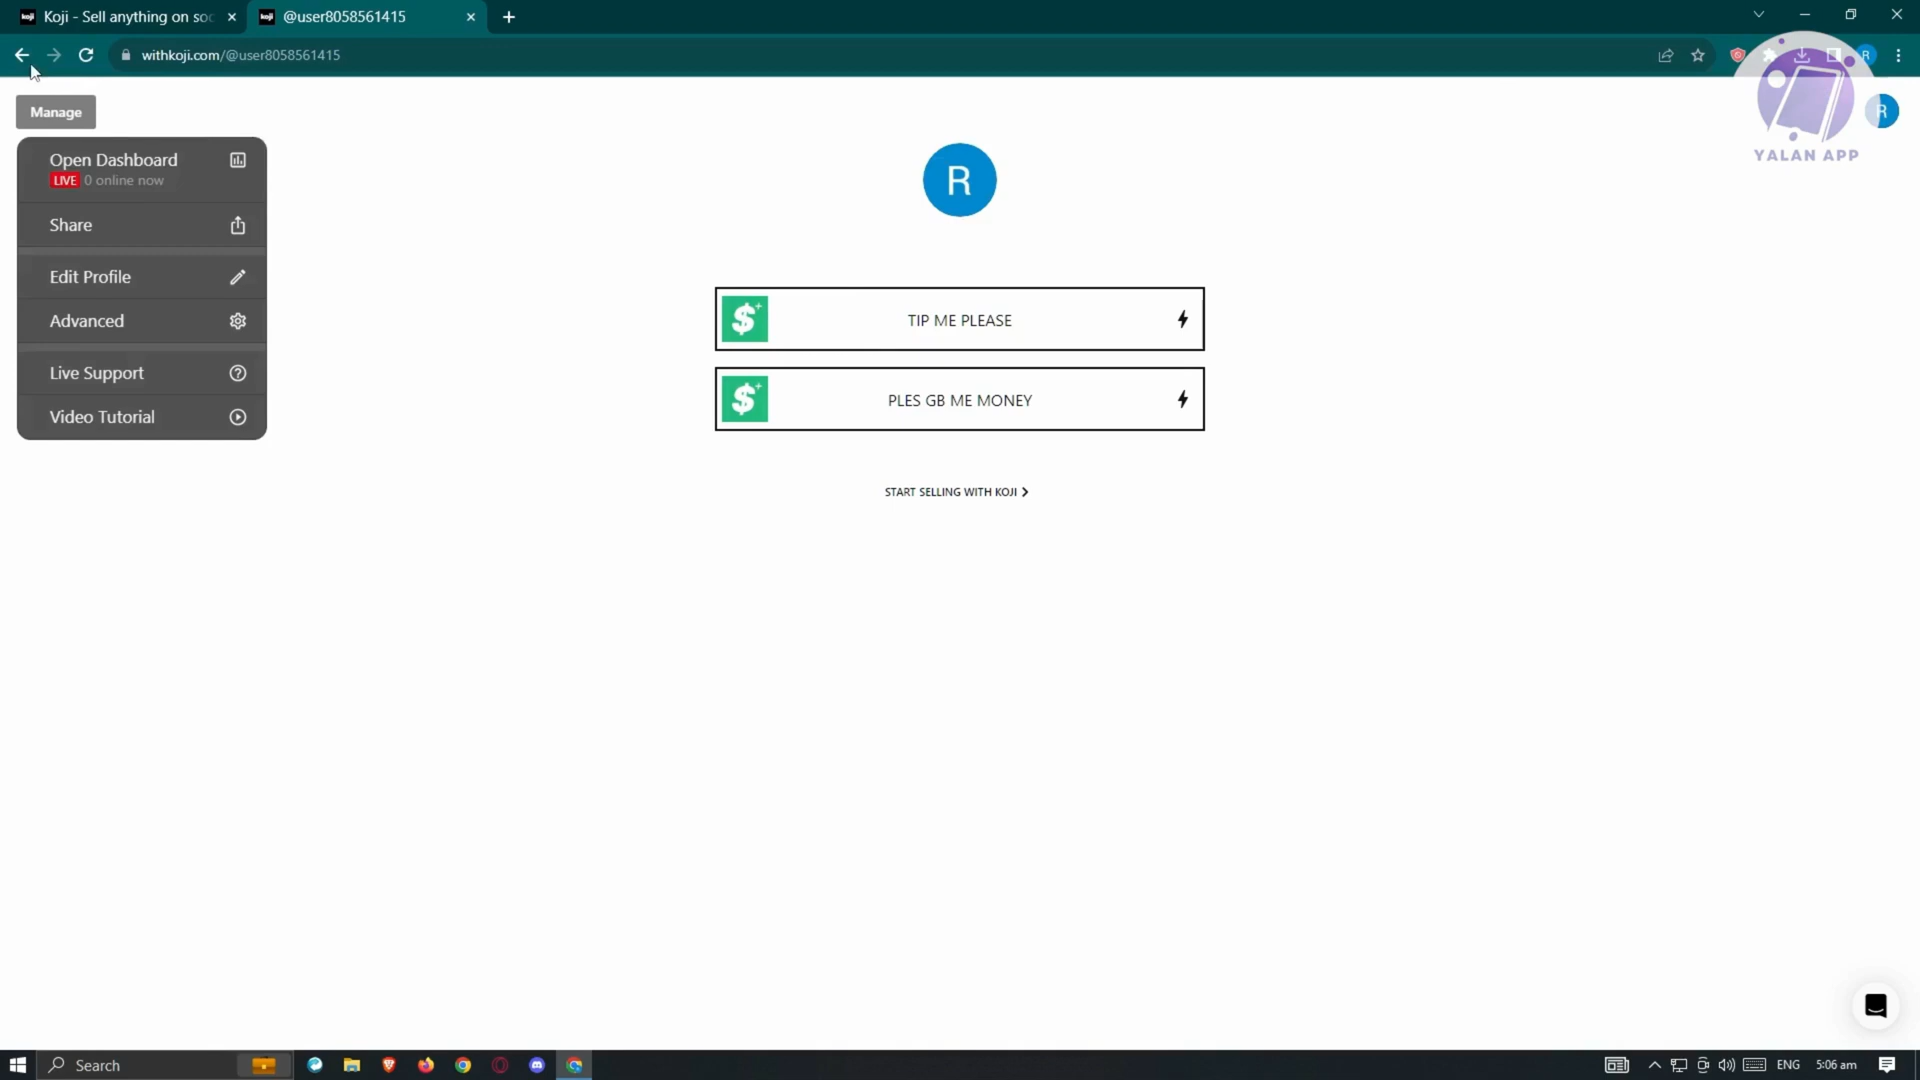 koji Koji - Sell anything on soc
koji @user8058561415
withkoji.com/@user8058561415
R
Manage
R
YALAN APP
Open Dashboard
LIVE 0 online now
Share
Edit Profile
Advanced
Live Support
Video Tutorial
R
$+ TIP ME PLEASE
$+ PLES GB ME MONEY
START SELLING WITH KOJI
Search
ENG
5:06 am